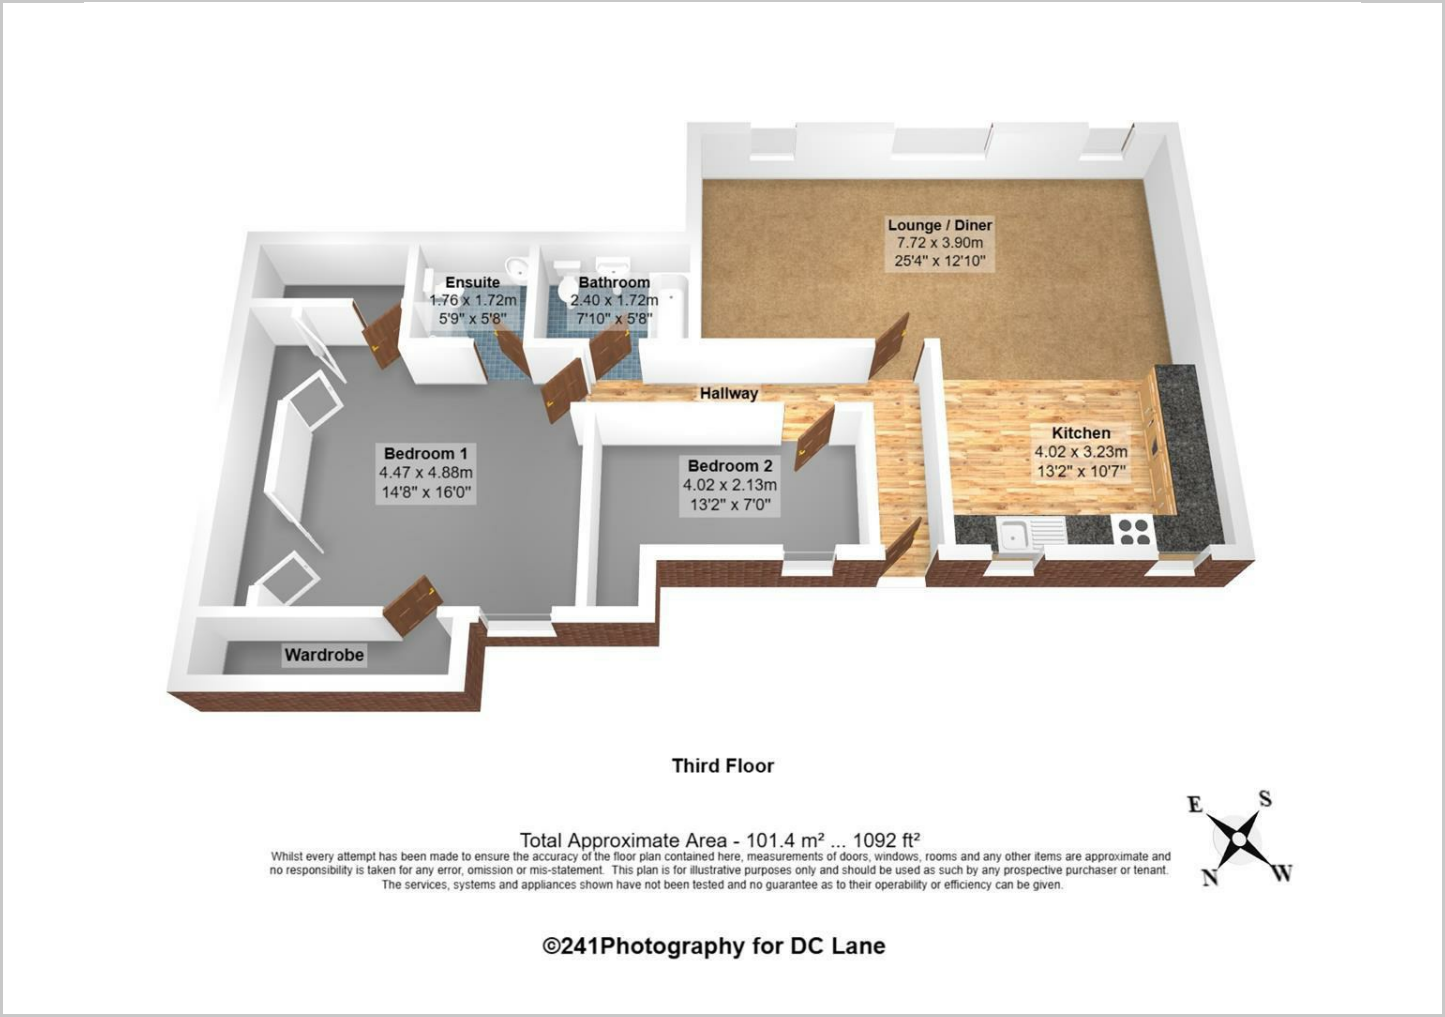 Lounge / Diner
7.72 x 3.90m
25'4" x 12'10"
Ensuite
1.76 x 1.72m
5'9" x 5'8"
Bathroom
2.40 x 1.72m
7'10" x 5'8"
Hallway
Kitchen
4.02 x 3.23m
13'2" x 10'7"
Bedroom 1
4.47 x 4.88m
14'8" x 16'0"
Bedroom 2
4.02 x 2.13m
13'2" x 7'0"
Wardrobe
Third Floor
E S
N W
Total Approximate Area - 101.4 m² ... 1092 ft²
Whilst every attempt has been made to ensure the accuracy of the floor plan contained here, measurements of doors, windows, rooms and any other items are approximate and
no responsibility is taken for any error, omission or mis-statement. This plan is for illustrative purposes only and should be used as such by any prospective purchaser or tenant.
The services, systems and appliances shown have not been tested and no guarantee as to their operability or efficiency can be given.
©241Photography for DC Lane